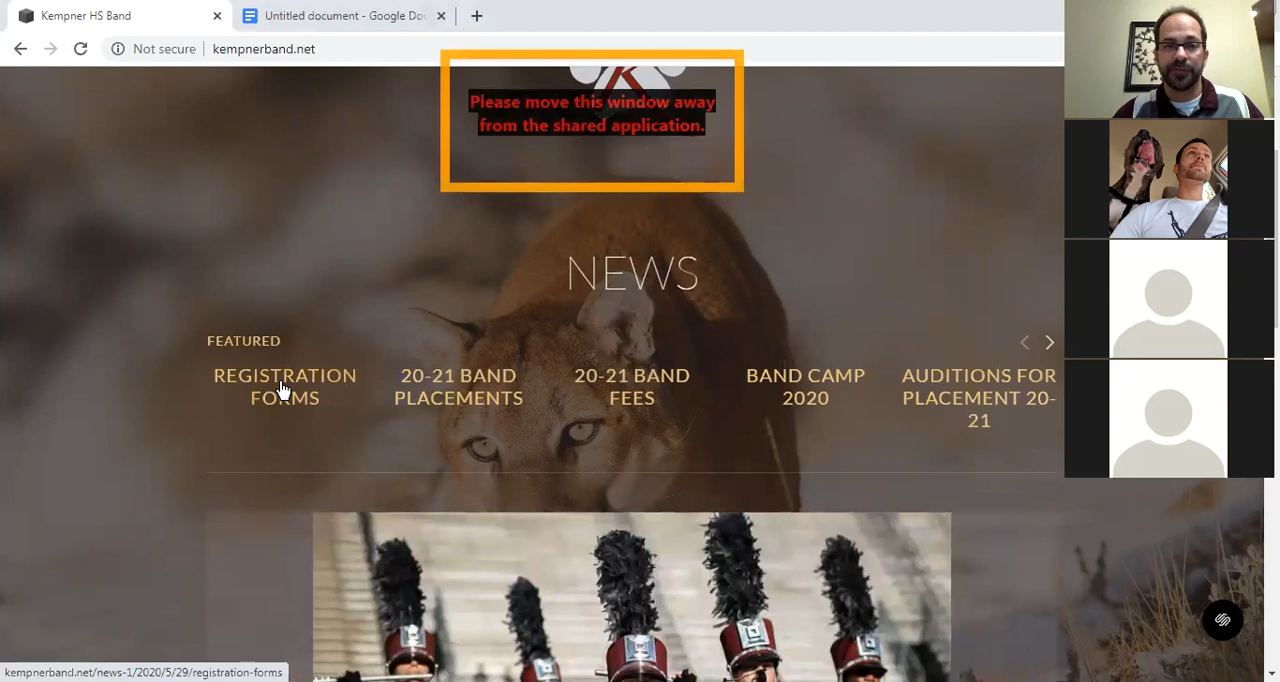 Kempner HS Band
Untitled document - Google Do
Not secure
kempnerband.net
K
Please move this window away
from the shared application.
NEWS
FEATURED
REGISTRATION
FORMS
20-21 BAND
PLACEMENTS
20-21 BAND
FEES
BAND CAMP
2020
AUDITIONS FOR
PLACEMENT 20-
21
kempnerband.net/news-1/2020/5/29/registration-forms